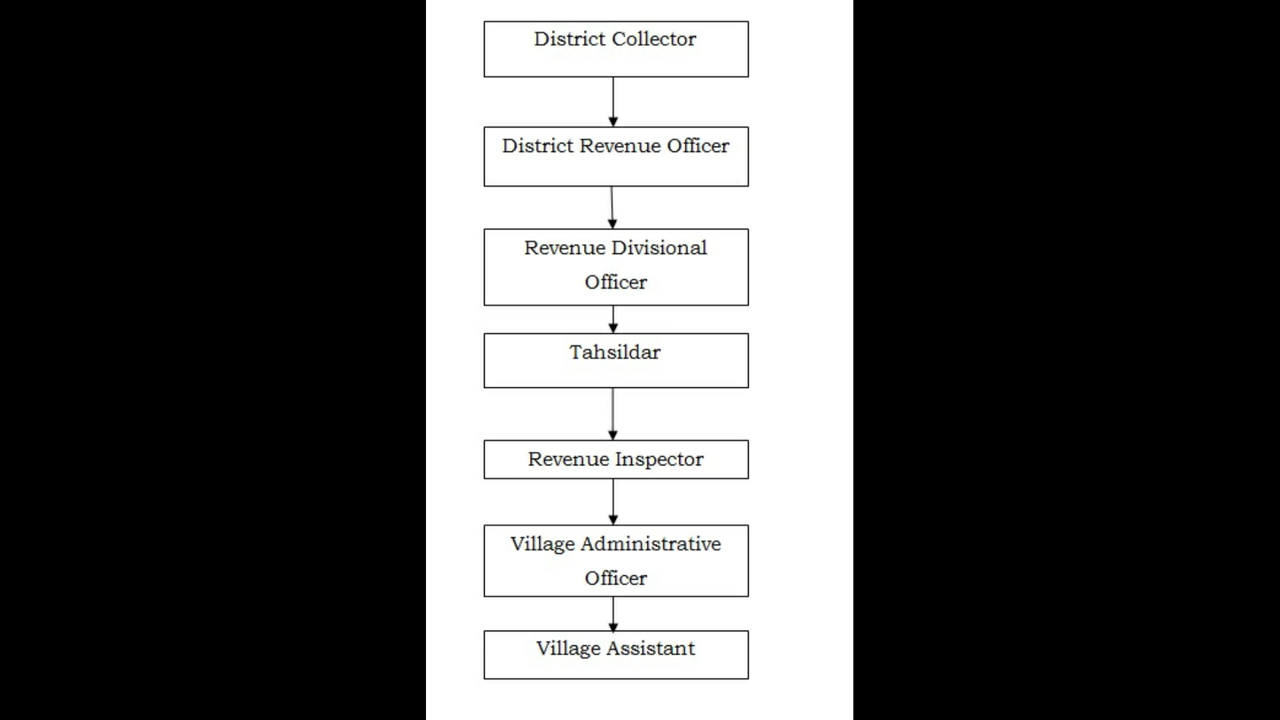 District Collector
District Revenue Officer
Revenue Divisional
Officer
Tahsildar
Revenue Inspector
Village Administrative
Officer
Village Assistant